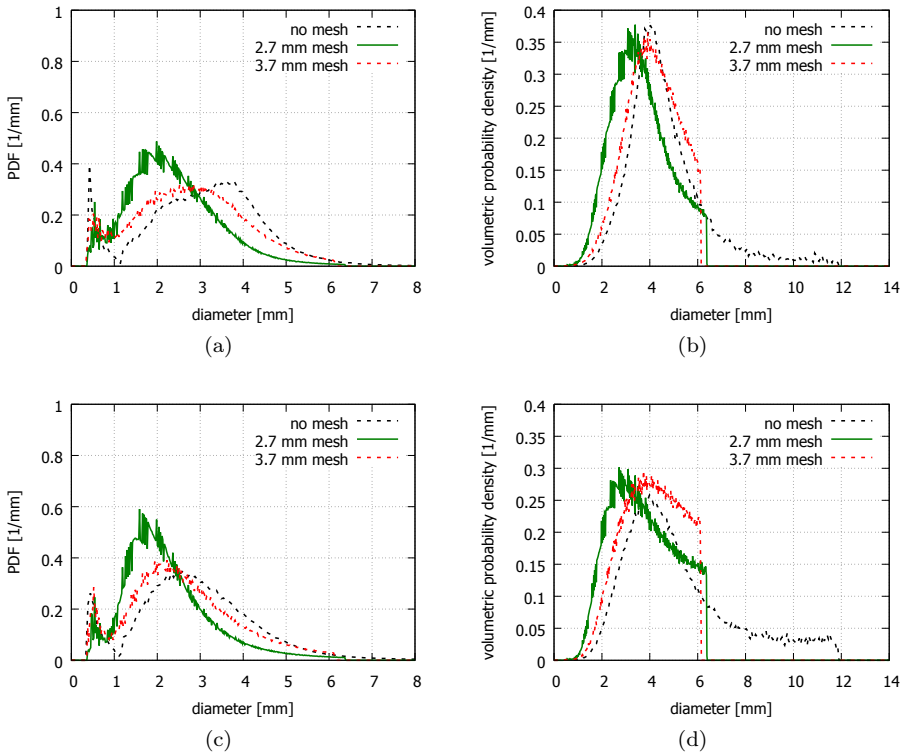 1
0.8
0.6
0.4
0.2
0
PDF [1/mm]
no mesh
2.7 mm mesh
3.7 mm mesh
0 1 2 3 4 5 6 7 8
diameter [mm]
(a)
0.4
0.35
0.3
0.25
0.2
0.15
0.1
0.05
0
volumetric probability density [1/mm]
no mesh
2.7 mm mesh
3.7 mm mesh
0 2 4 6 8 10 12 14
diameter [mm]
(b)
1
0.8
0.6
0.4
0.2
0
PDF [1/mm]
no mesh
2.7 mm mesh
3.7 mm mesh
0 1 2 3 4 5 6 7 8
diameter [mm]
(c)
0.4
0.35
0.3
0.25
0.2
0.15
0.1
0.05
0
volumetric probability density [1/mm]
no mesh
2.7 mm mesh
3.7 mm mesh
0 2 4 6 8 10 12 14
diameter [mm]
(d)